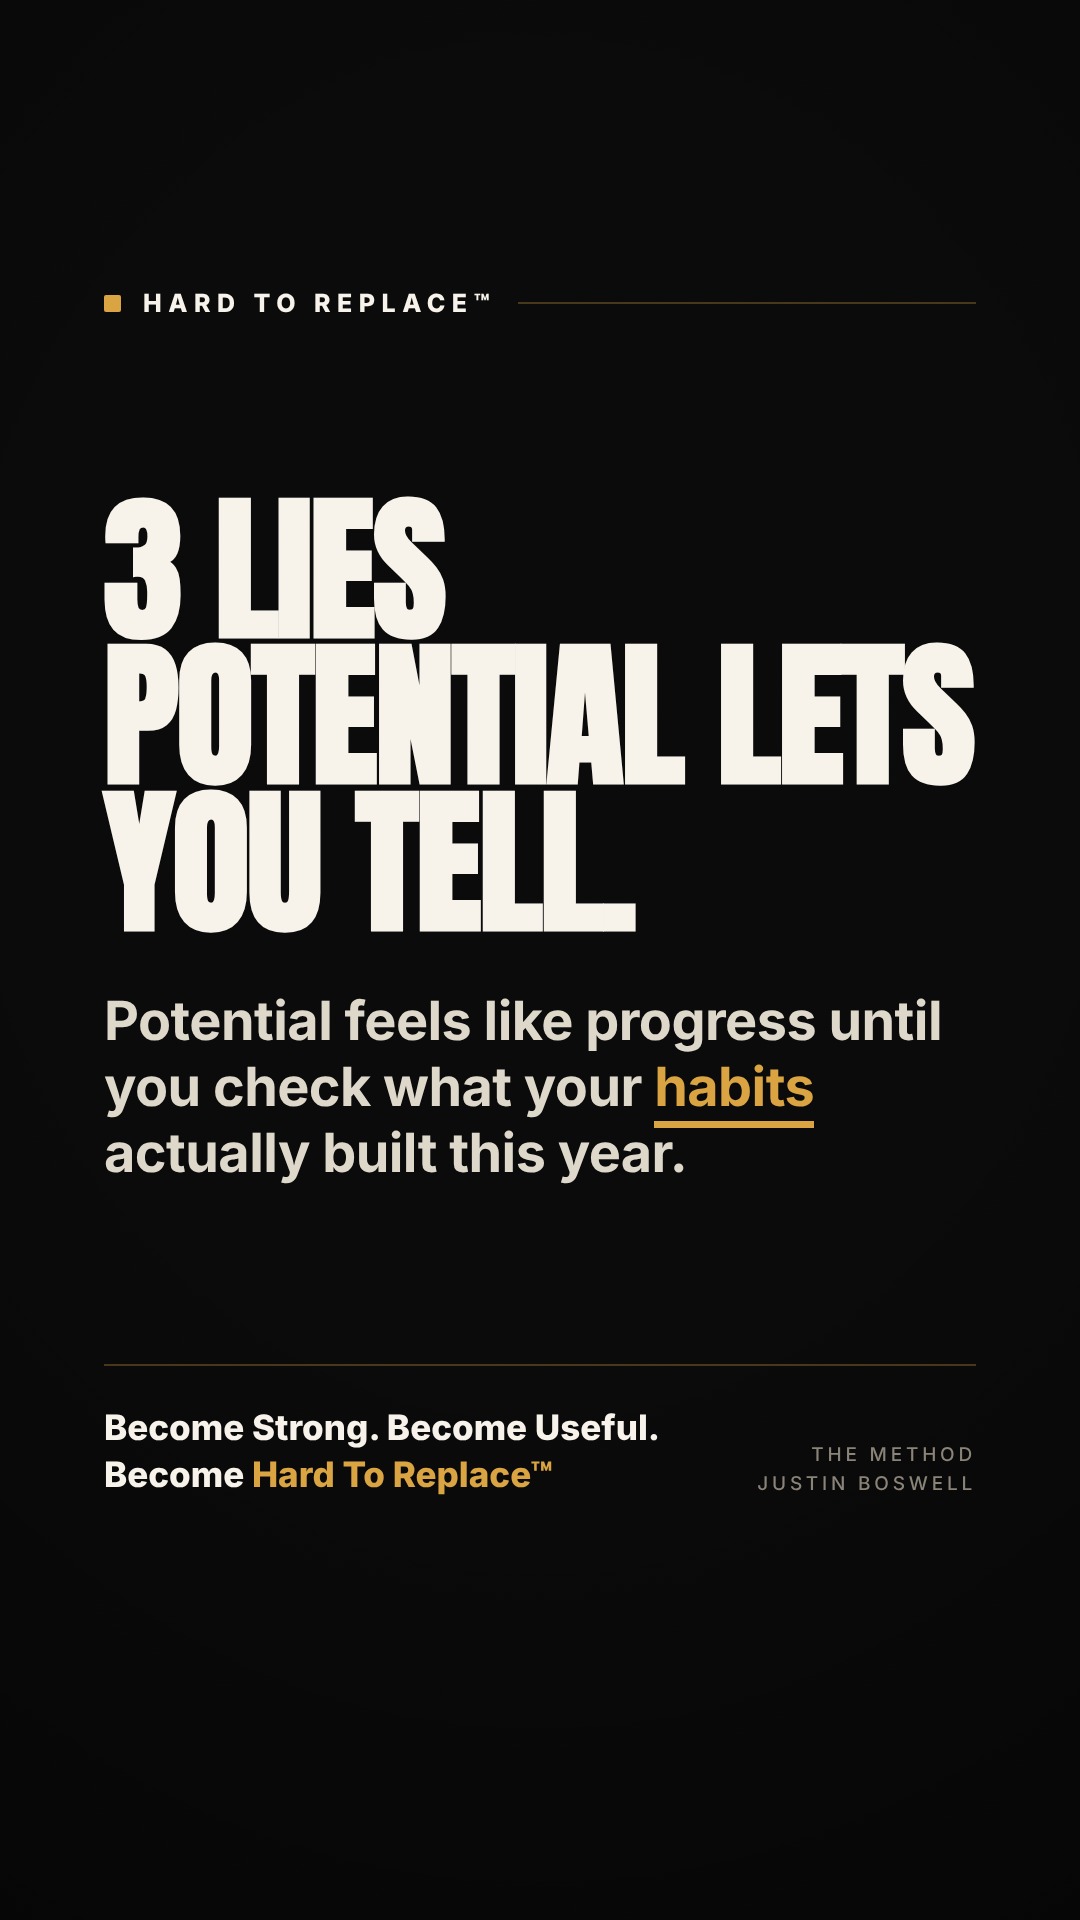 HARD TO REPLACE™
3 LIES
POTENTIAL LETS
YOU TELL.
Potential feels like progress until
you check what your habits
actually built this year.
Become Strong. Become Useful.
Become Hard To Replace™
THE METHOD
JUSTIN BOSWELL